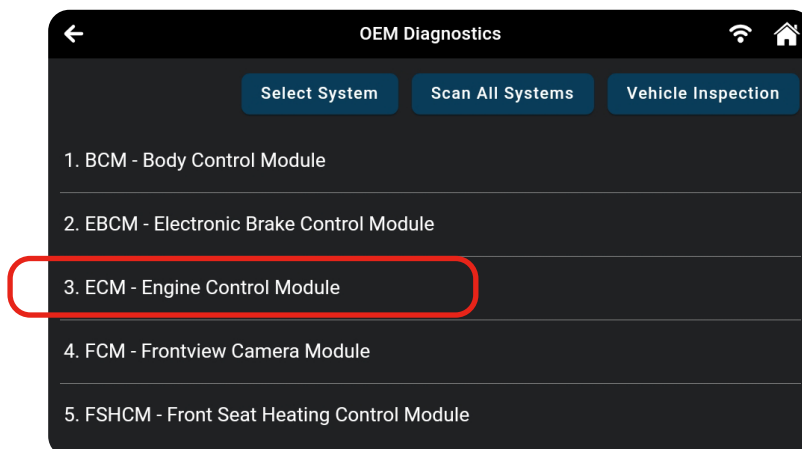 OEM Diagnostics
Select System Scan All Systems Vehicle Inspection
1. BCM - Body Control Module
2. EBCM - Electronic Brake Control Module
3. ECM - Engine Control Module
4. FCM - Frontview Camera Module
5. FSHCM - Front Seat Heating Control Module